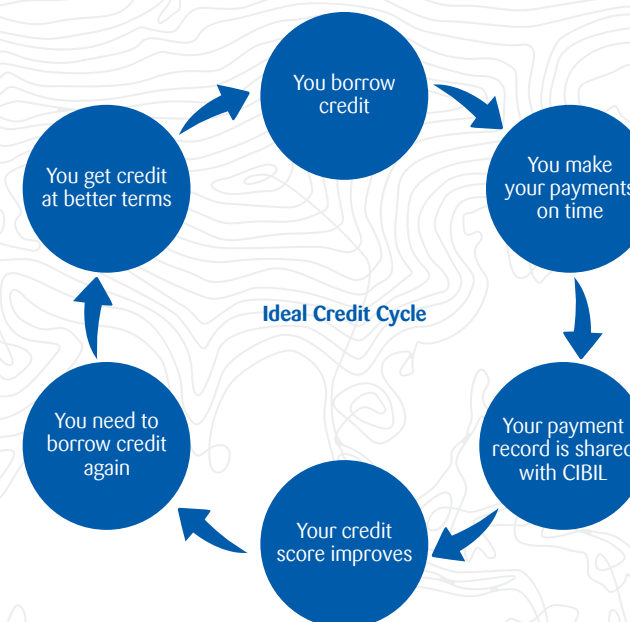 You borrow
credit
You make
your payments
on time
Your payment
record is shared
with CIBIL
Your credit
score improves
You need to
borrow credit
again
You get credit
at better terms
Ideal Credit Cycle